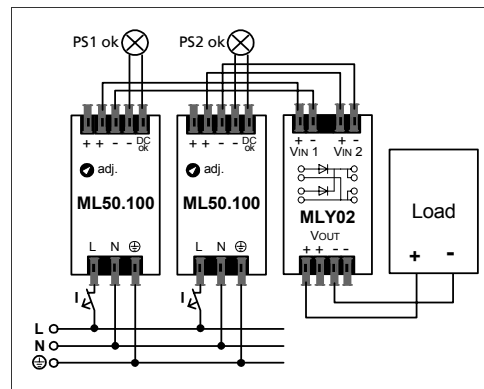 PS1 ok PS2 ok
+ + - - DC ok
+ + - - DC ok
+ - + -
VIN 1 VIN 2
adj.
adj.
ML50.100
ML50.100
MLY02
Load
VOUT
L N ⏚
L N ⏚
+ + - -
+ -
I
I
L
N
⏚